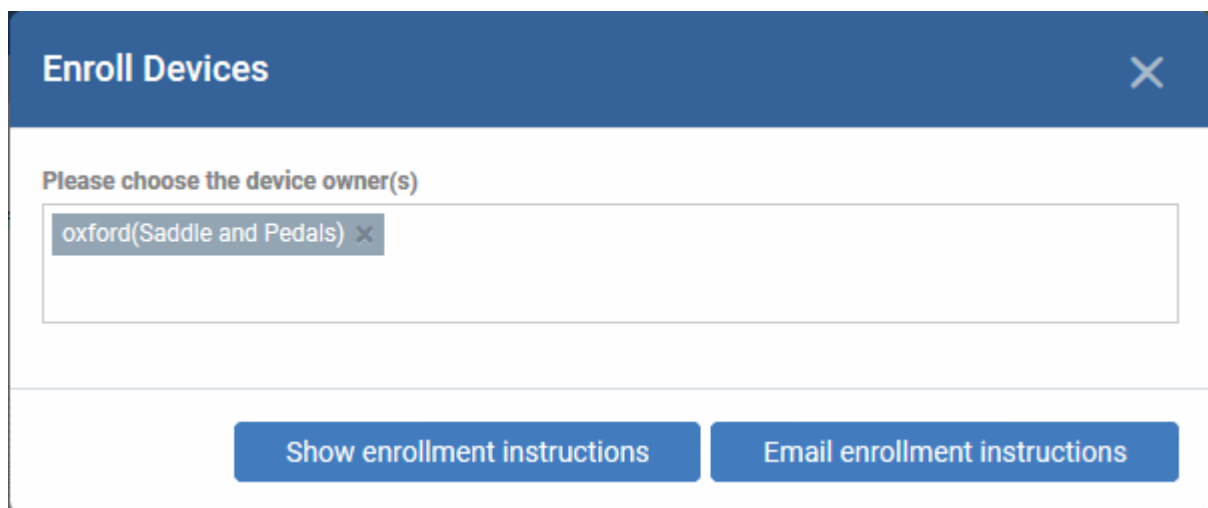 Enroll Devices
Please choose the device owner(s)
oxford(Saddle and Pedals)
Show enrollment instructions
Email enrollment instructions